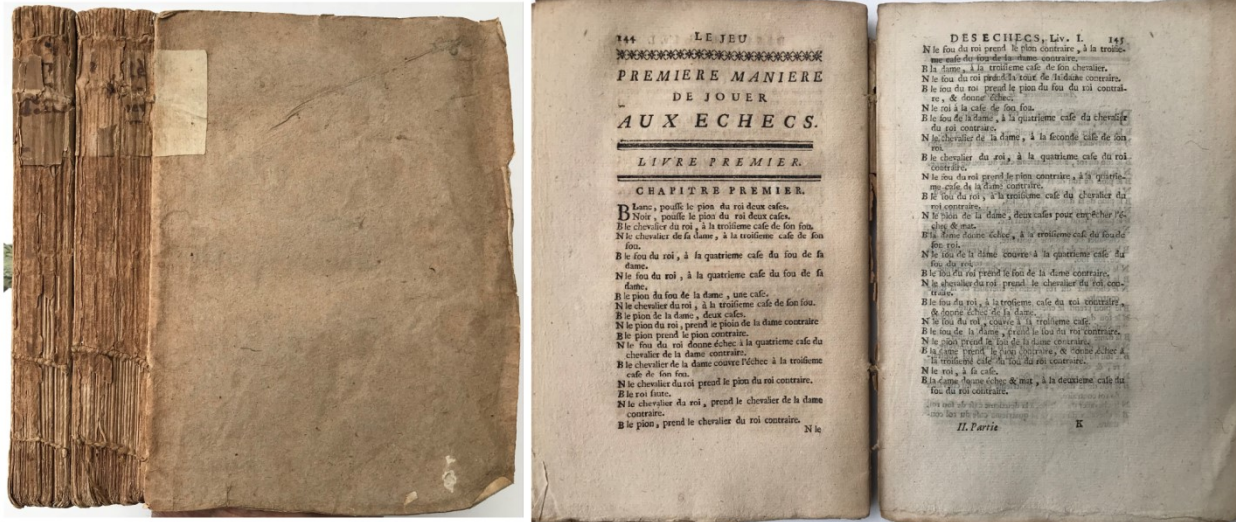 144 LE JEU
PREMIERE MANIERE
DE JOUER
AUX ECHECS.
LIVRE PREMIER.
CHAPITRE PREMIER.
BLanc, pouſſe le pion du roi deux caſes.
Noir, pouſſe le pion du roi deux caſes.
B le chevalier du roi, à la troiſieme caſe de ſon fou.
N le chevalier de ſa dame, à la troiſieme caſe de ſon
fou.
B le fou du roi, à la quatrieme caſe du fou de ſa
dame.
N le fou du roi, à la quatrieme caſe du fou de ſa
dame.
B le pion du fou de la dame, une caſe.
N le chevalier du roi, à la troiſieme caſe de ſon fou.
B le pion de la dame, deux caſes.
N le pion du roi, prend le pioin de la dame contraire
B le pion prend le pion contraire.
N le fou du roi donne échec à la quatrieme caſe du
chevalier de la dame contraire.
B le chevalier de la dame couvre l'échec à la troiſieme
caſe de ſon fou.
N le chevalier du roi prend le pion du roi contraire.
B le roi ſaute.
N le chevalier du roi, prend le chevalier de la dame
contraire.
B le pion, prend le chevalier du roi contraire.
N le
DES ECHECS, Liv. I. 145
N le fou du roi prend le pion contraire, à la troiſie-
me caſe du fou de la dame contraire.
B la dame, à la troiſieme caſe de ſon chevalier.
N le fou du roi prend la tour de la dame contraire.
B le fou du roi prend le pion du fou du roi contrai-
re, & donne échec.
N le roi à la caſe de ſon fou.
B le fou de la dame, à la quatrieme caſe du chevalier
du roi contraire.
N le chevalier de la dame, à la ſeconde caſe de ſon
roi.
B le chevalier du roi, à la quatrieme caſe du roi
contraire.
N le fou du roi prend le pion contraire, à la quatrie-
me caſe de la dame contraire.
B le fou du roi, à la troiſieme caſe du chevalier du
roi contraire.
N le pion de la dame, deux caſes pour empêcher l'é-
chec & mat.
B la dame donne échec, à la troiſieme caſe du fou de
ſon roi.
N le fou de la dame couvre à la quatrieme caſe du
fou du roi.
B le fou du roi prend le fou de la dame contraire.
N le chevalier du roi prend le chevalier du roi con-
traire.
B le fou du roi, à la troſieme caſe du roi contraire,
& donne échec de ſa dame.
N le fou du roi, couvre à la troiſieme caſe.
B le fou de la dame, prend le fou du roi contraire.
N le pion prend le fou de la dame contraire.
B la dame prend le pion contraire, & donne échec à
la troiſieme caſe du fou du roi contraire.
N le roi, à ſa caſe.
B la dame donne échec & mat, à la deuxieme caſe du
fou du roi contraire.
II. Partie K